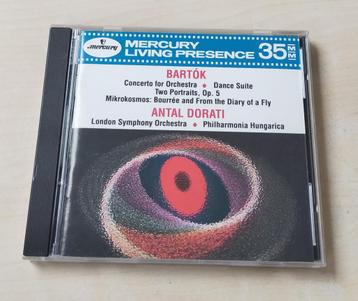 mercury
MERCURY
LIVING PRESENCE
35
BARTÓK
Concerto for Orchestra • Dance Suite
Two Portraits, Op. 5
Mikrokosmos: Bourrée and From the Diary of a Fly
ANTAL DORATI
London Symphony Orchestra • Philharmonia Hungarica